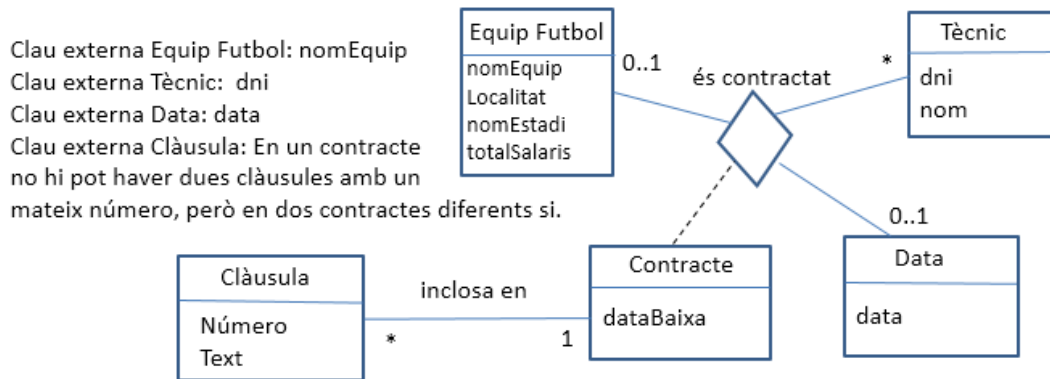 Clau externa Equip Futbol: nomEquip
Clau externa Tècnic:  dni
Clau externa Data: data
Clau externa Clàusula: En un contracte
no hi pot haver dues clàusules amb un
mateix número, però en dos contractes diferents si.
Equip Futbol
nomEquip
Localitat
nomEstadi
totalSalaris
0..1
és contractat
*
Tècnic
dni
nom
0..1
Clàusula
Número
Text
inclosa en
*
1
Contracte
dataBaixa
Data
data